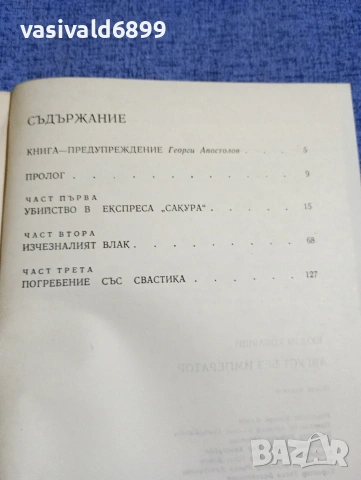 vasivald6899
СЪДЪРЖАНИЕ
КНИГА—ПРЕДУПРЕЖДЕНИЕ Георги Апостолов . . . . 5
ПРОЛОГ . . . . . . . . . . 9
ЧАСТ ПЪРВА
УБИЙСТВО В ЕКСПРЕСА „САКУРА“ . . . . . 15
ЧАСТ ВТОРА
ИЗЧЕЗНАЛИЯТ ВЛАК . . . . . . . . 68
ЧАСТ ТРЕТА
ПОГРЕБЕНИЕ СЪС СВАСТИКА . . . . . . 127
bazar